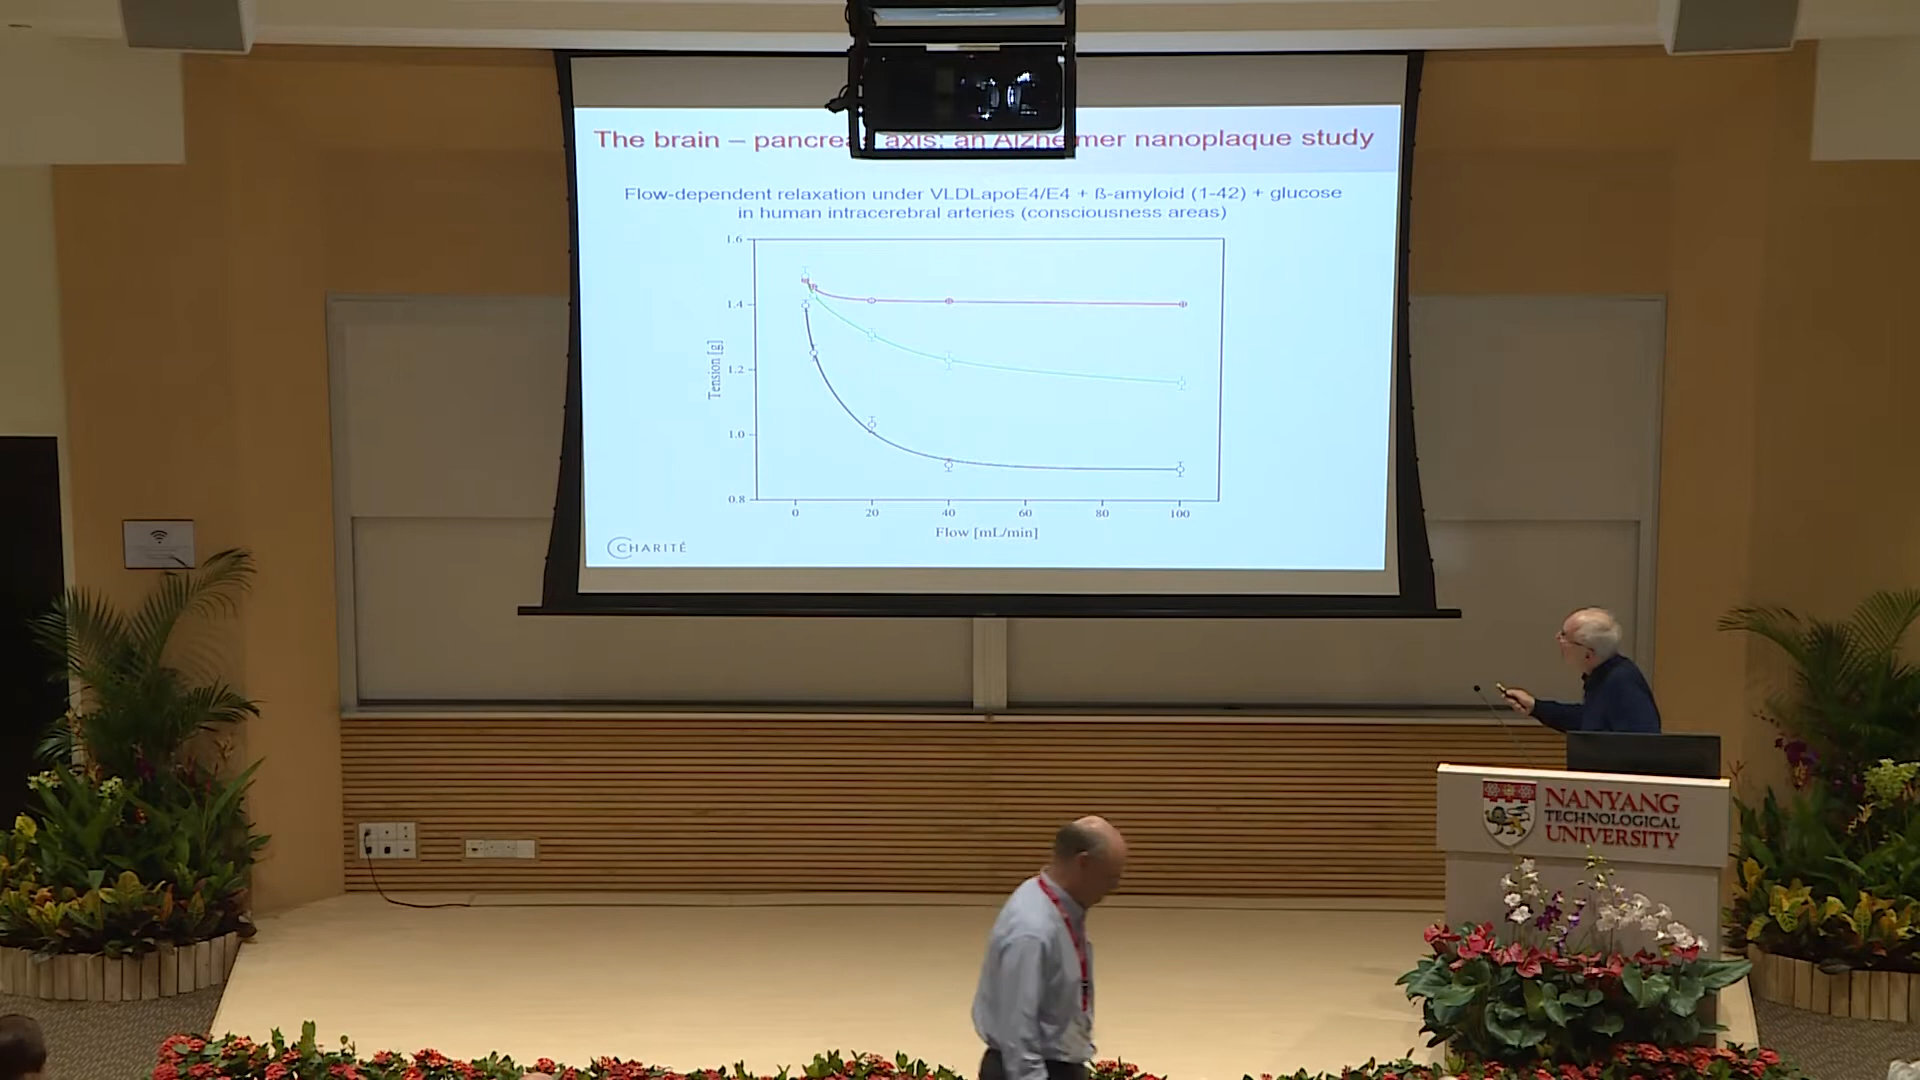 The brain – pancreas axis: an Alzheimer nanoplaque study
Flow-dependent relaxation under VLDLapoE4/E4 + ß-amyloid (1-42) + glucose
in human intracerebral arteries (consciousness areas)
1.6
1.4
1.2
1.0
0.8
Tension [g]
0
20
40
60
80
100
Flow [mL/min]
CHARITÉ
NANYANG
TECHNOLOGICAL
UNIVERSITY